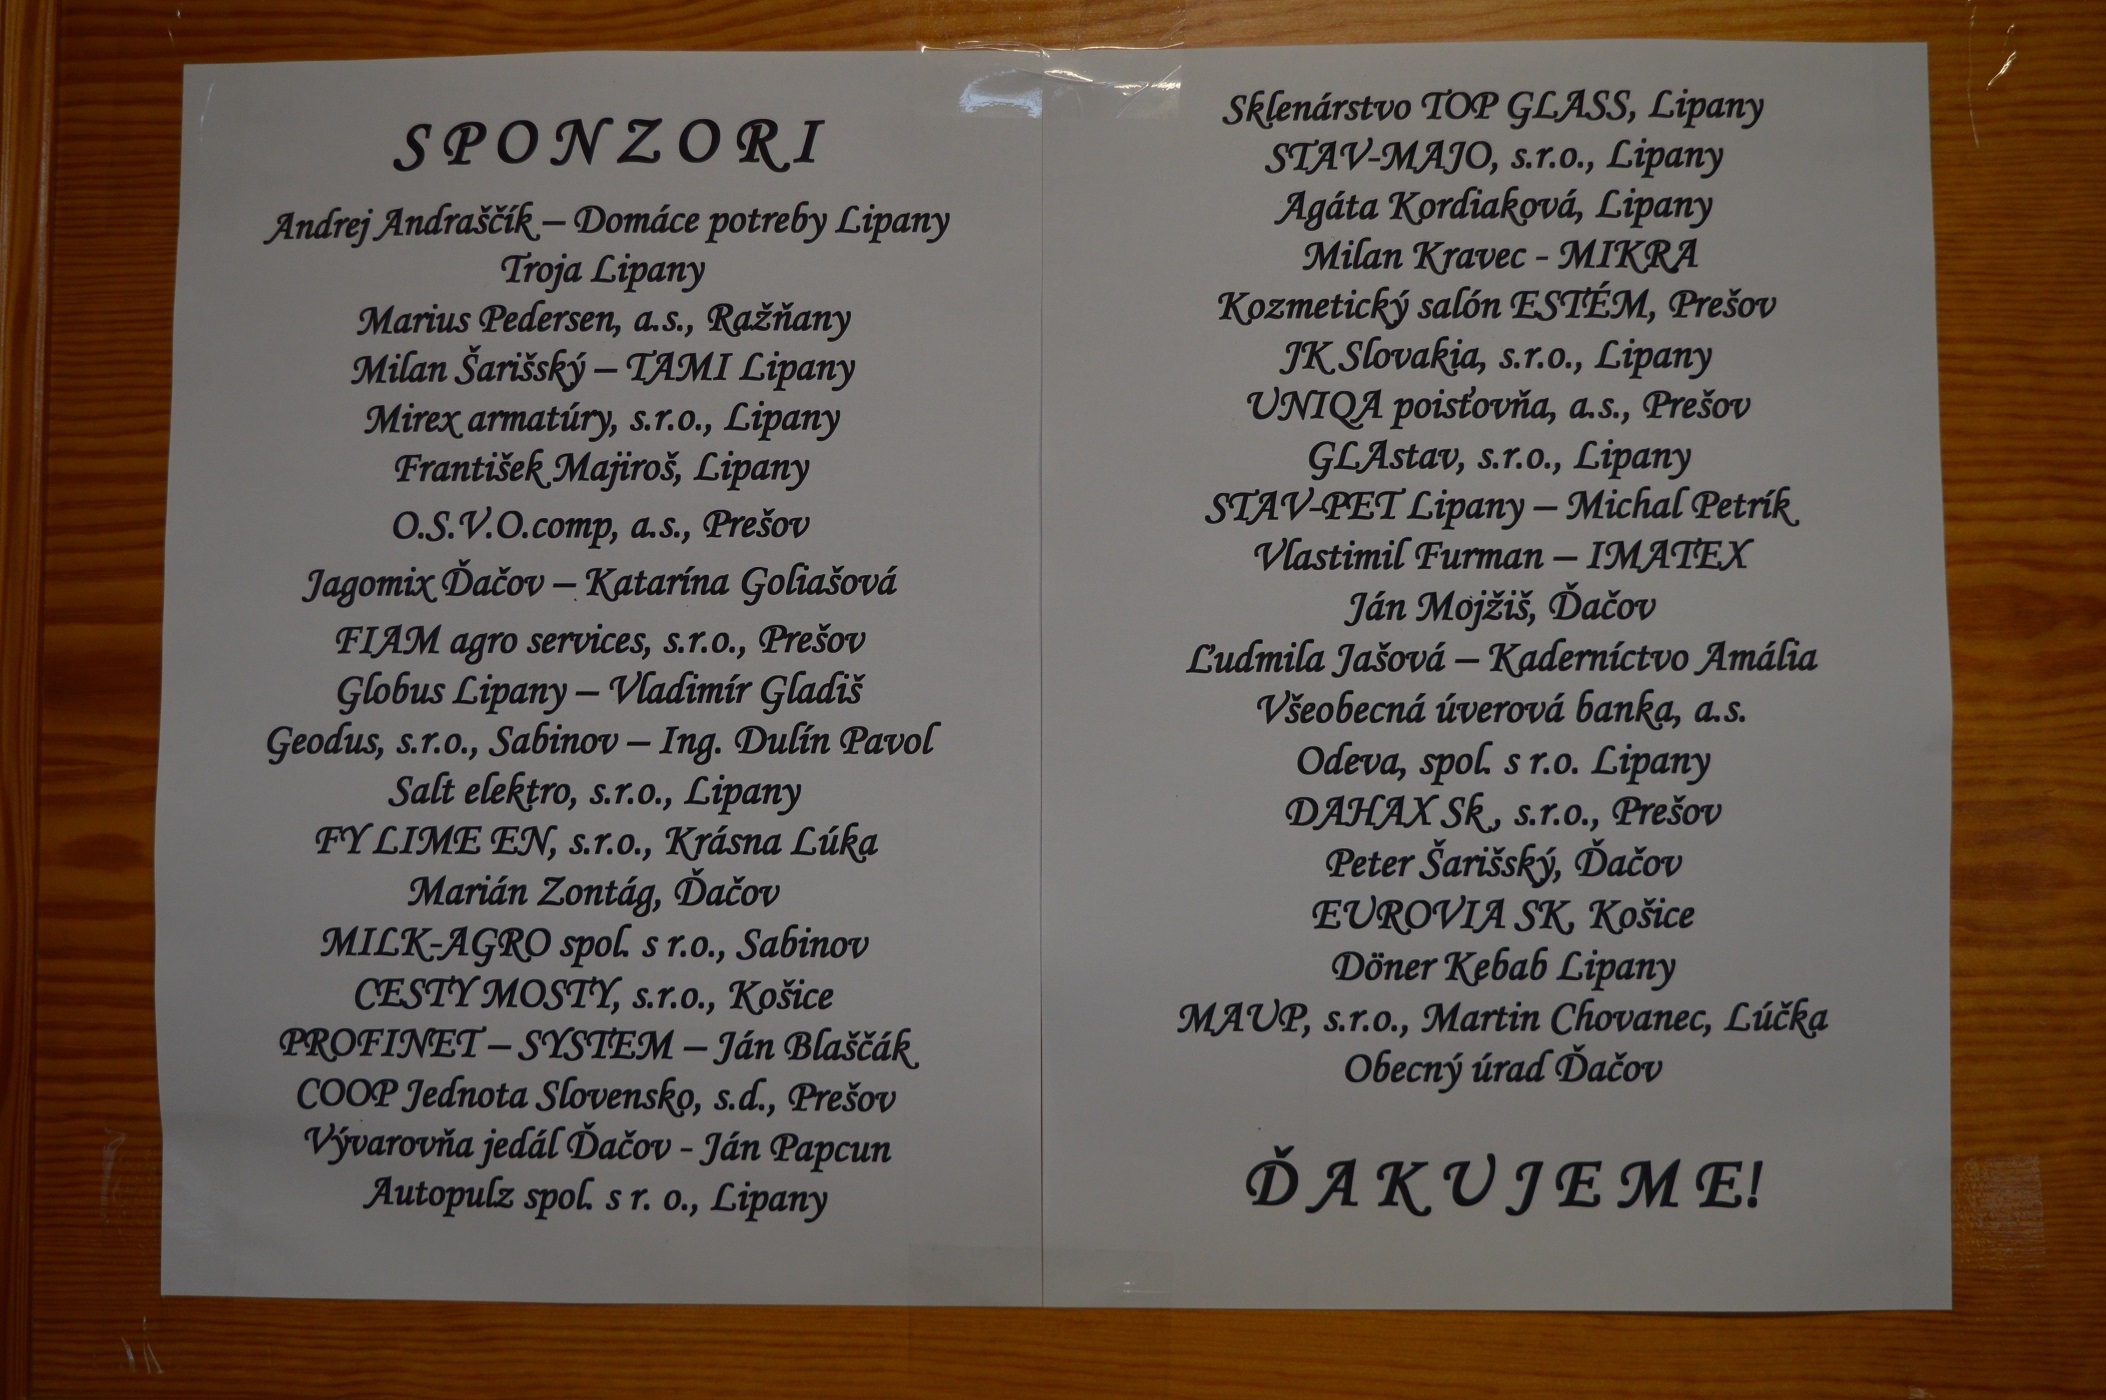 SPONZORI
Andrej Andraščík – Domáce potreby Lipany
Troja Lipany
Marius Pedersen, a.s., Ražňany
Milan Šarišský – TAMI Lipany
Mirex armatúry, s.r.o., Lipany
František Majiroš, Lipany
O.S.V.O.comp, a.s., Prešov
Jagomix Ďačov – Katarína Goliašová
FIAM agro services, s.r.o., Prešov
Globus Lipany – Vladimír Gladiš
Geodus, s.r.o., Sabinov – Ing. Dulín Pavol
Salt elektro, s.r.o., Lipany
FY LIME EN, s.r.o., Krásna Lúka
Marián Zontág, Ďačov
MILK-AGRO spol. s r.o., Sabinov
CESTY MOSTY, s.r.o., Košice
PROFINET – SYSTEM – Ján Blaščák
COOP Jednota Slovensko, s.d., Prešov
Vývarovňa jedál Ďačov - Ján Papcun
Autopulz spol. s r. o., Lipany
Sklenárstvo TOP GLASS, Lipany
STAV-MAJO, s.r.o., Lipany
Agáta Kordiaková, Lipany
Milan Kravec - MIKRA
Kozmetický salón ESTÉM, Prešov
JK Slovakia, s.r.o., Lipany
UNIQA poisťovňa, a.s., Prešov
GLAstav, s.r.o., Lipany
STAV-PET Lipany – Michal Petrík
Vlastimil Furman – IMATEX
Ján Mojžiš, Ďačov
Ľudmila Jašová – Kaderníctvo Amália
Všeobecná úverová banka, a.s.
Odeva, spol. s r.o. Lipany
DAHAX Sk, s.r.o., Prešov
Peter Šarišský, Ďačov
EUROVIA SK, Košice
Döner Kebab Lipany
MAUP, s.r.o., Martin Chovanec, Lúčka
Obecný úrad Ďačov
ĎAKUJEME!